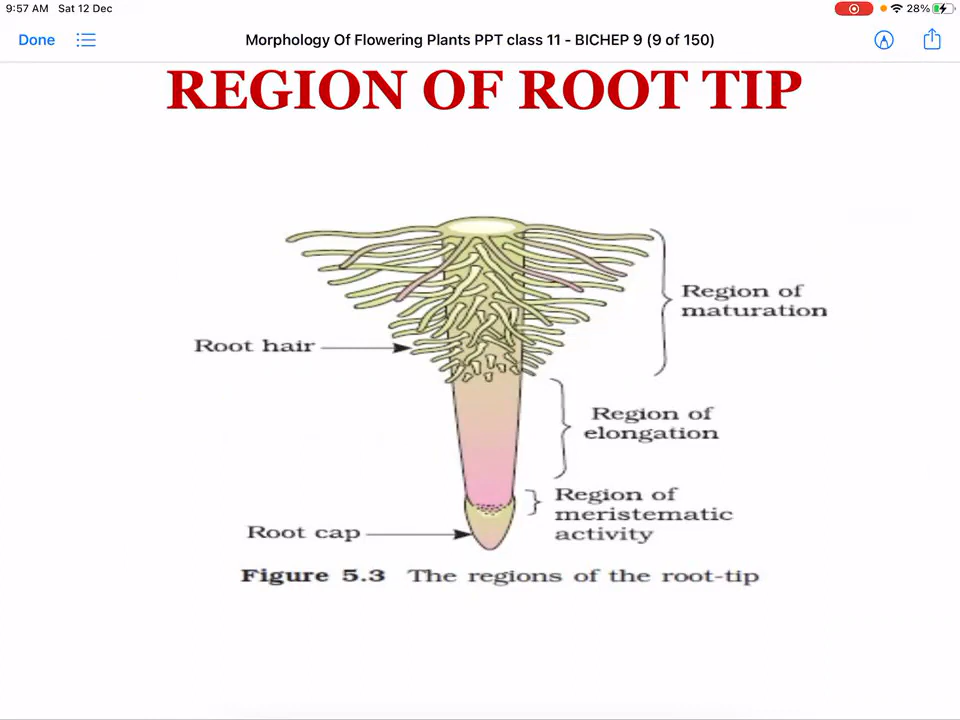 9:57 AM Sat 12 Dec
28%
Done
Morphology Of Flowering Plants PPT class 11 - BICHEP 9 (9 of 150)
REGION OF ROOT TIP
Region of
maturation
Root hair
Region of
elongation
Region of
meristematic
activity
Root cap
Figure 5.3 The regions of the root-tip